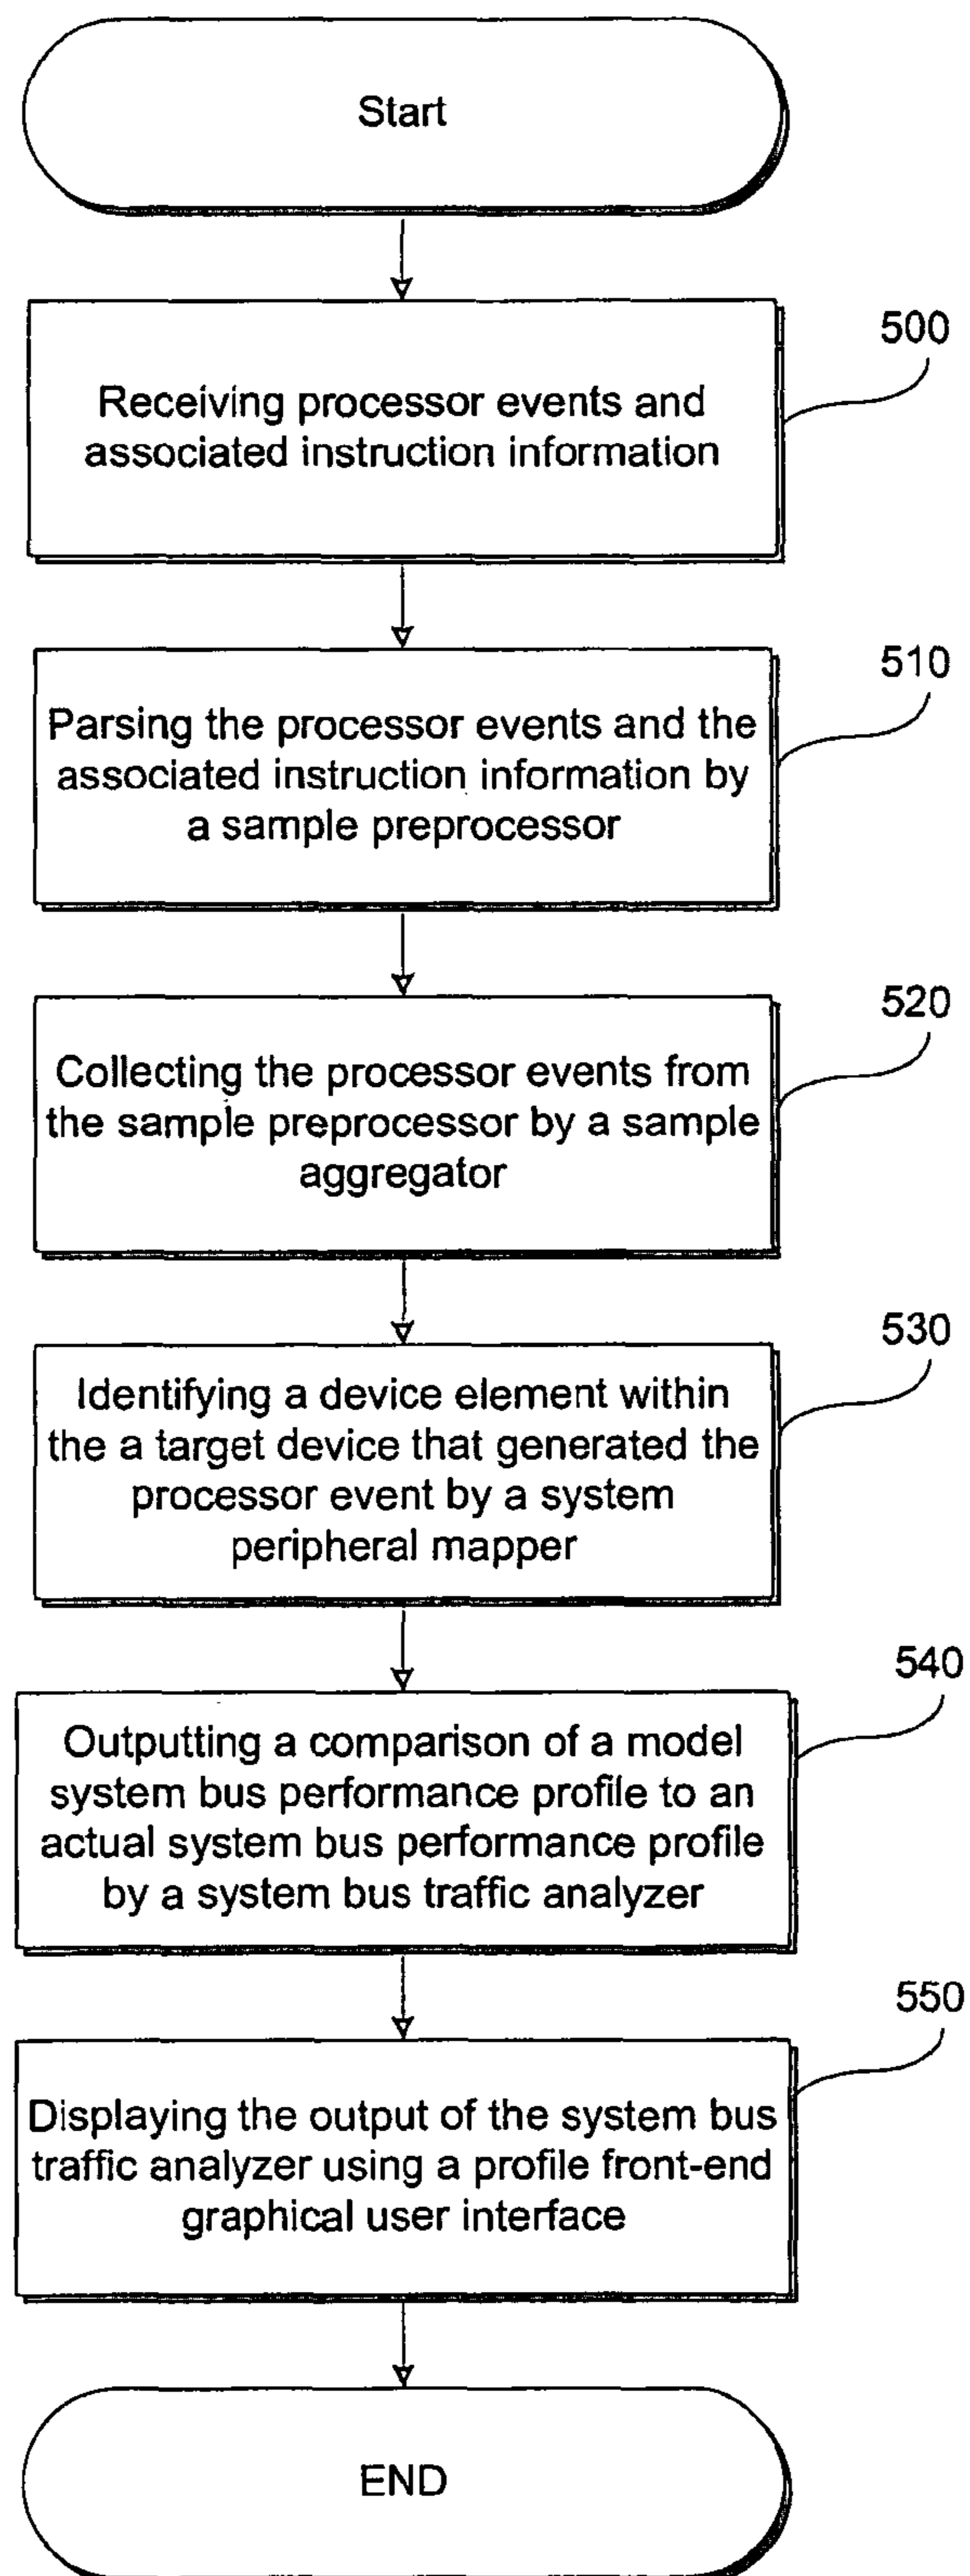 Start
500
Receiving processor events and
associated instruction information
510
Parsing the processor events and the
associated instruction information by
a sample preprocessor
520
Collecting the processor events from
the sample preprocessor by a sample
aggregator
530
Identifying a device element within
the a target device that generated the
processor event by a system
peripheral mapper
540
Outputting a comparison of a model
system bus performance profile to an
actual system bus performance profile
by a system bus traffic analyzer
550
Displaying the output of the system bus
traffic analyzer using a profile front-end
graphical user interface
END